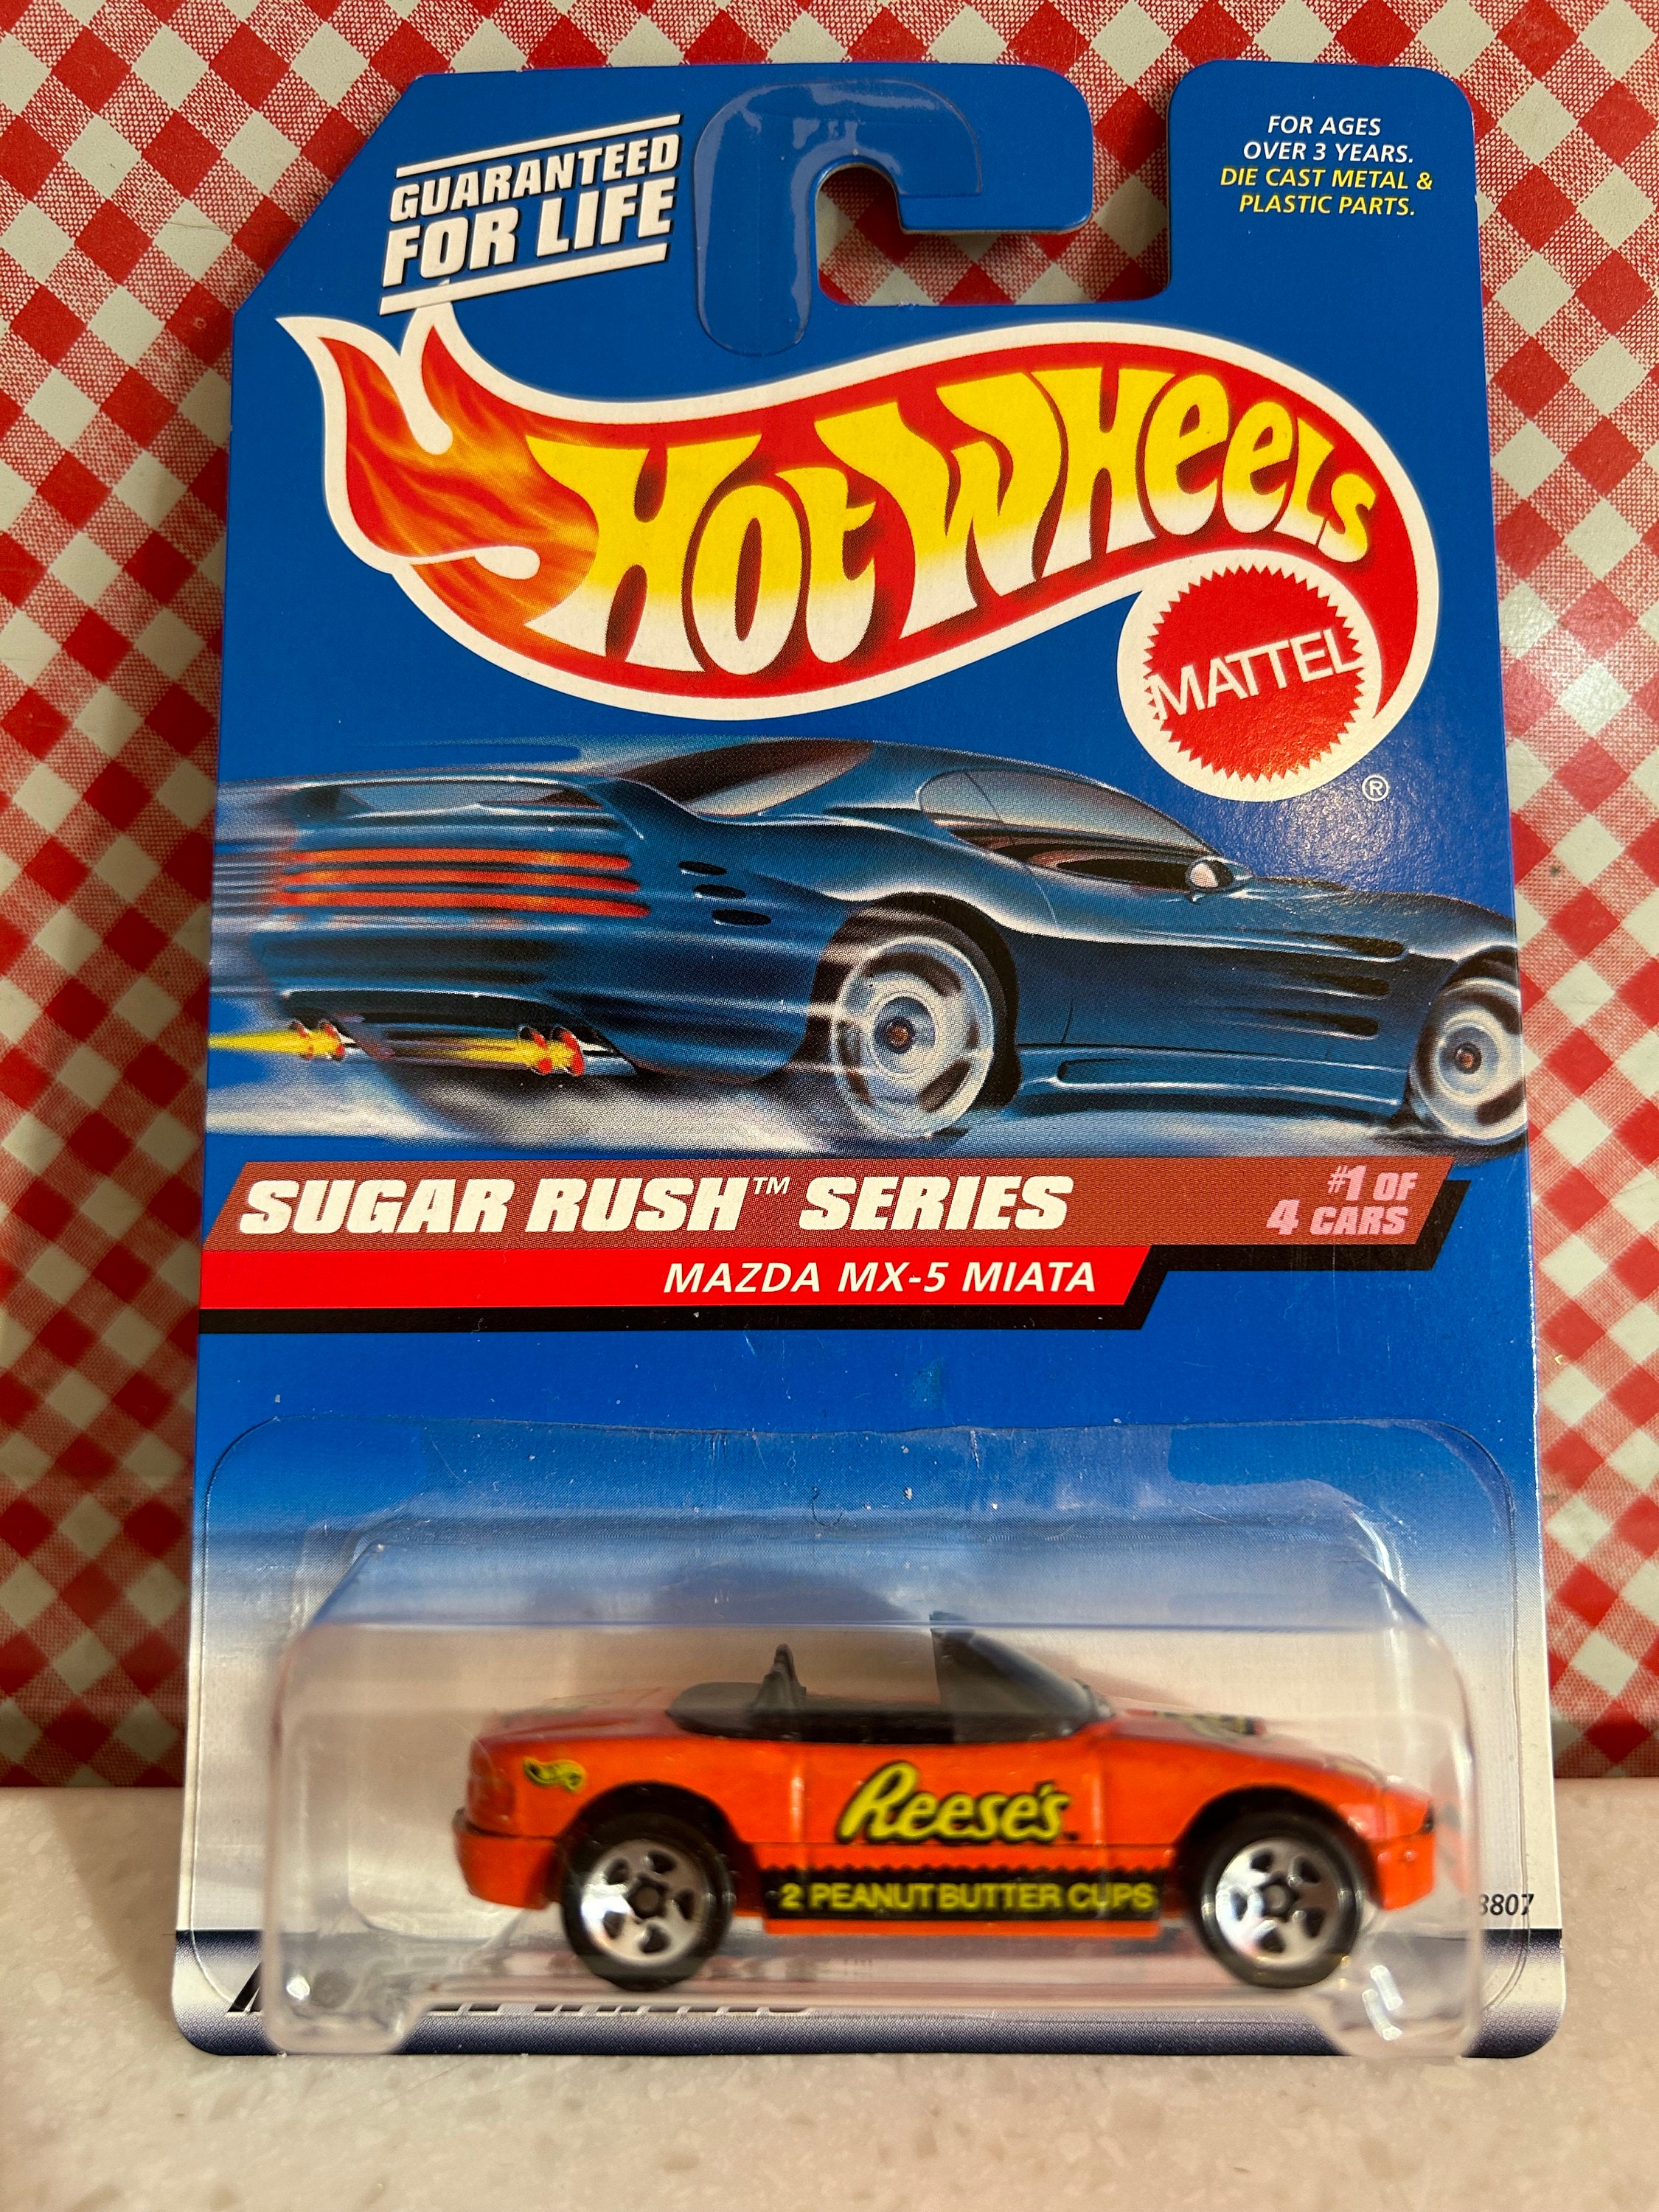 GUARANTEED
FOR LIFE
FOR AGES
OVER 3 YEARS.
DIE CAST METAL &
PLASTIC PARTS.
HOT WHEELS
MATTEL
®
SUGAR RUSH™ SERIES
#1 OF
4 CARS
MAZDA MX-5 MIATA
Reese's
2 PEANUT BUTTER CUPS